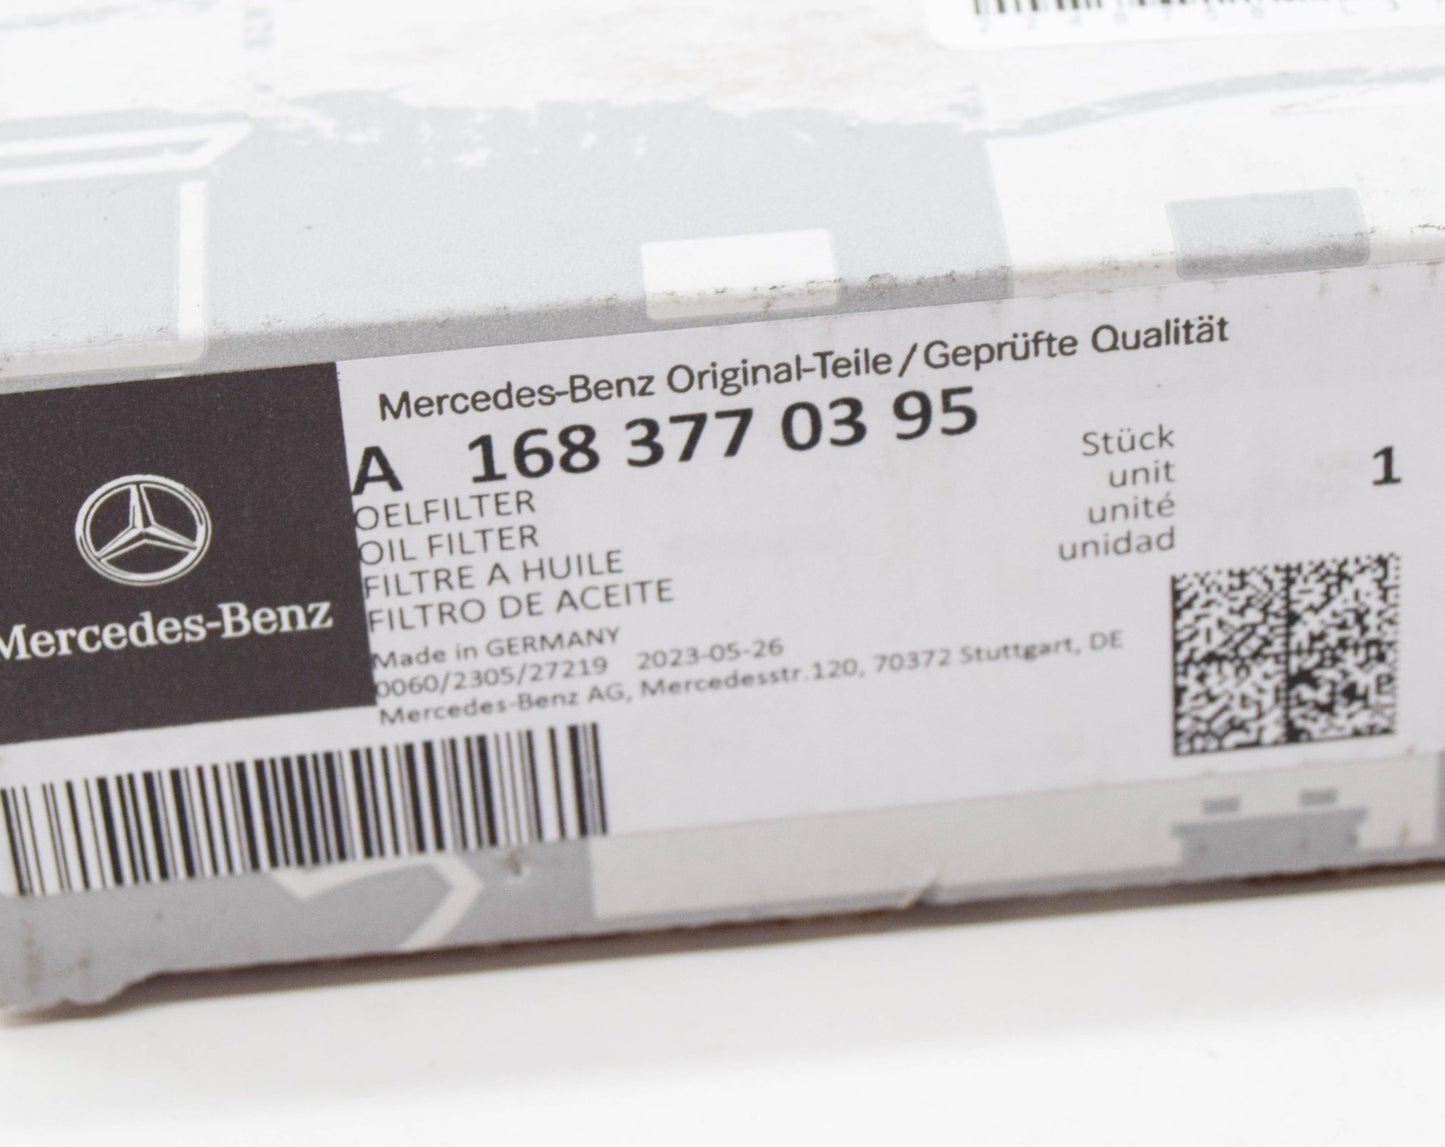 Mercedes-Benz Original-Teile / Geprüfte Qualität
A 168 377 03 95
OELFILTER
OIL FILTER
FILTRE A HUILE
FILTRO DE ACEITE
Made in GERMANY
0060/2305/27219 2023-05-26
Mercedes-Benz AG, Mercedesstr.120, 70372 Stuttgart, DE
Stück
unit
unité
unidad
1
Mercedes-Benz